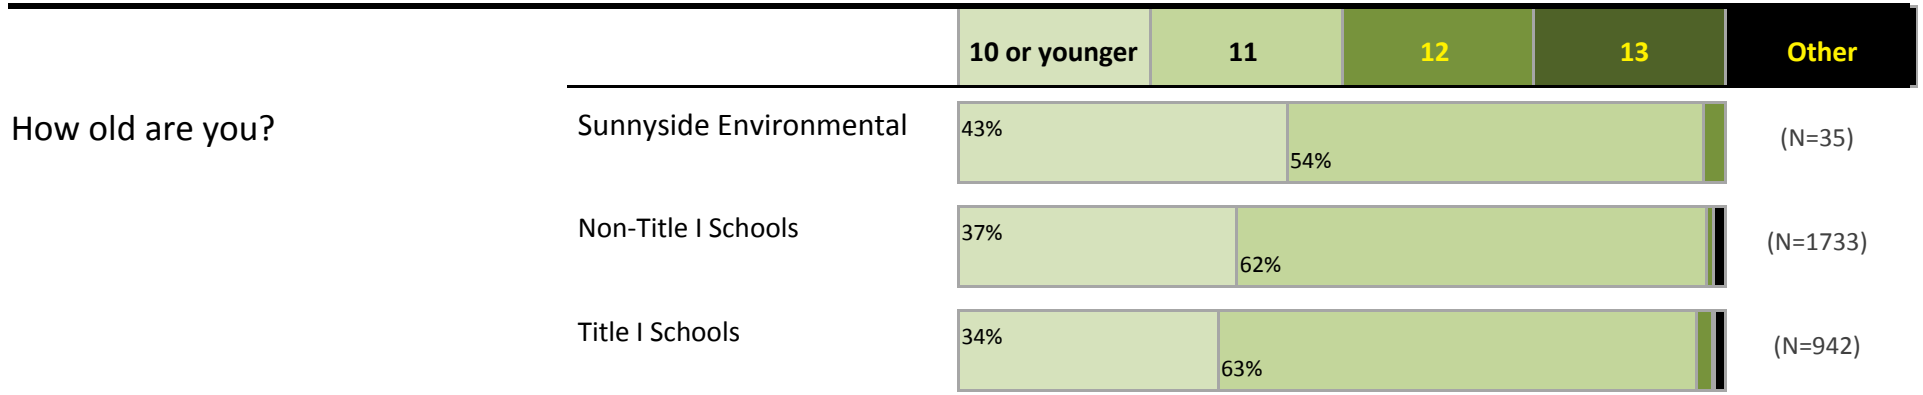 10 or younger 11 12 13 Other
How old are you?
Sunnyside Environmental 43% 54% (N=35)
Non-Title I Schools 37% 62% (N=1733)
Title I Schools 34% 63% (N=942)